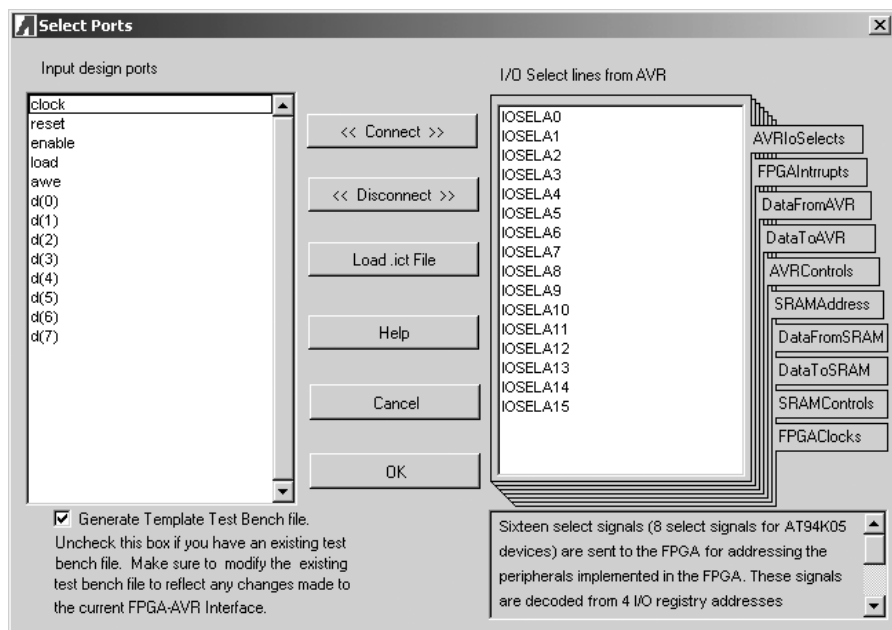 Select Ports
Input design ports
clock
reset
enable
load
awe
d(0)
d(1)
d(2)
d(3)
d(4)
d(5)
d(6)
d(7)
<< Connect >>
<< Disconnect >>
Load .ict File
Help
Cancel
OK
I/O Select lines from AVR
IOSELA0
IOSELA1
IOSELA2
IOSELA3
IOSELA4
IOSELA5
IOSELA6
IOSELA7
IOSELA8
IOSELA9
IOSELA10
IOSELA11
IOSELA12
IOSELA13
IOSELA14
IOSELA15
AVRIoSelects
FPGAIntrrupts
DataFromAVR
DataToAVR
AVRControls
SRAMAddress
DataFromSRAM
DataToSRAM
SRAMControls
FPGAClocks
Generate Template Test Bench file.
Uncheck this box if you have an existing test
bench file. Make sure to modify the existing
test bench file to reflect any changes made to
the current FPGA-AVR Interface.
Sixteen select signals (8 select signals for AT94K05
devices) are sent to the FPGA for addressing the
peripherals implemented in the FPGA. These signals
are decoded from 4 I/O registry addresses